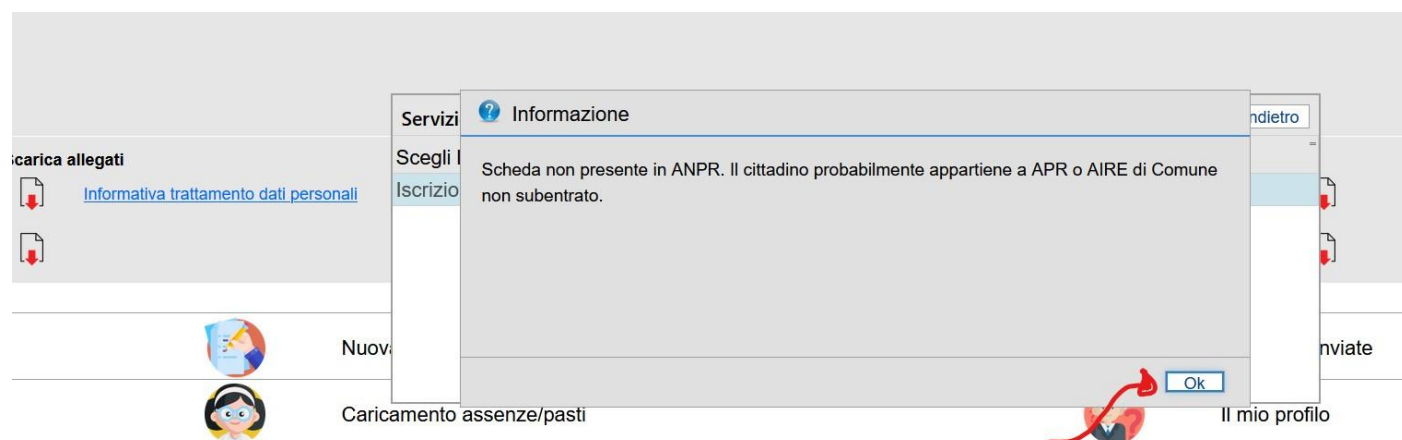 Servizi
Informazione
ndietro
Scarica allegati
Scegli
Scheda non presente in ANPR. Il cittadino probabilmente appartiene a APR o AIRE di Comune
non subentrato.
Informativa trattamento dati personali
Iscrizio
Nuov
nviate
Ok
Caricamento assenze/pasti
Il mio profilo